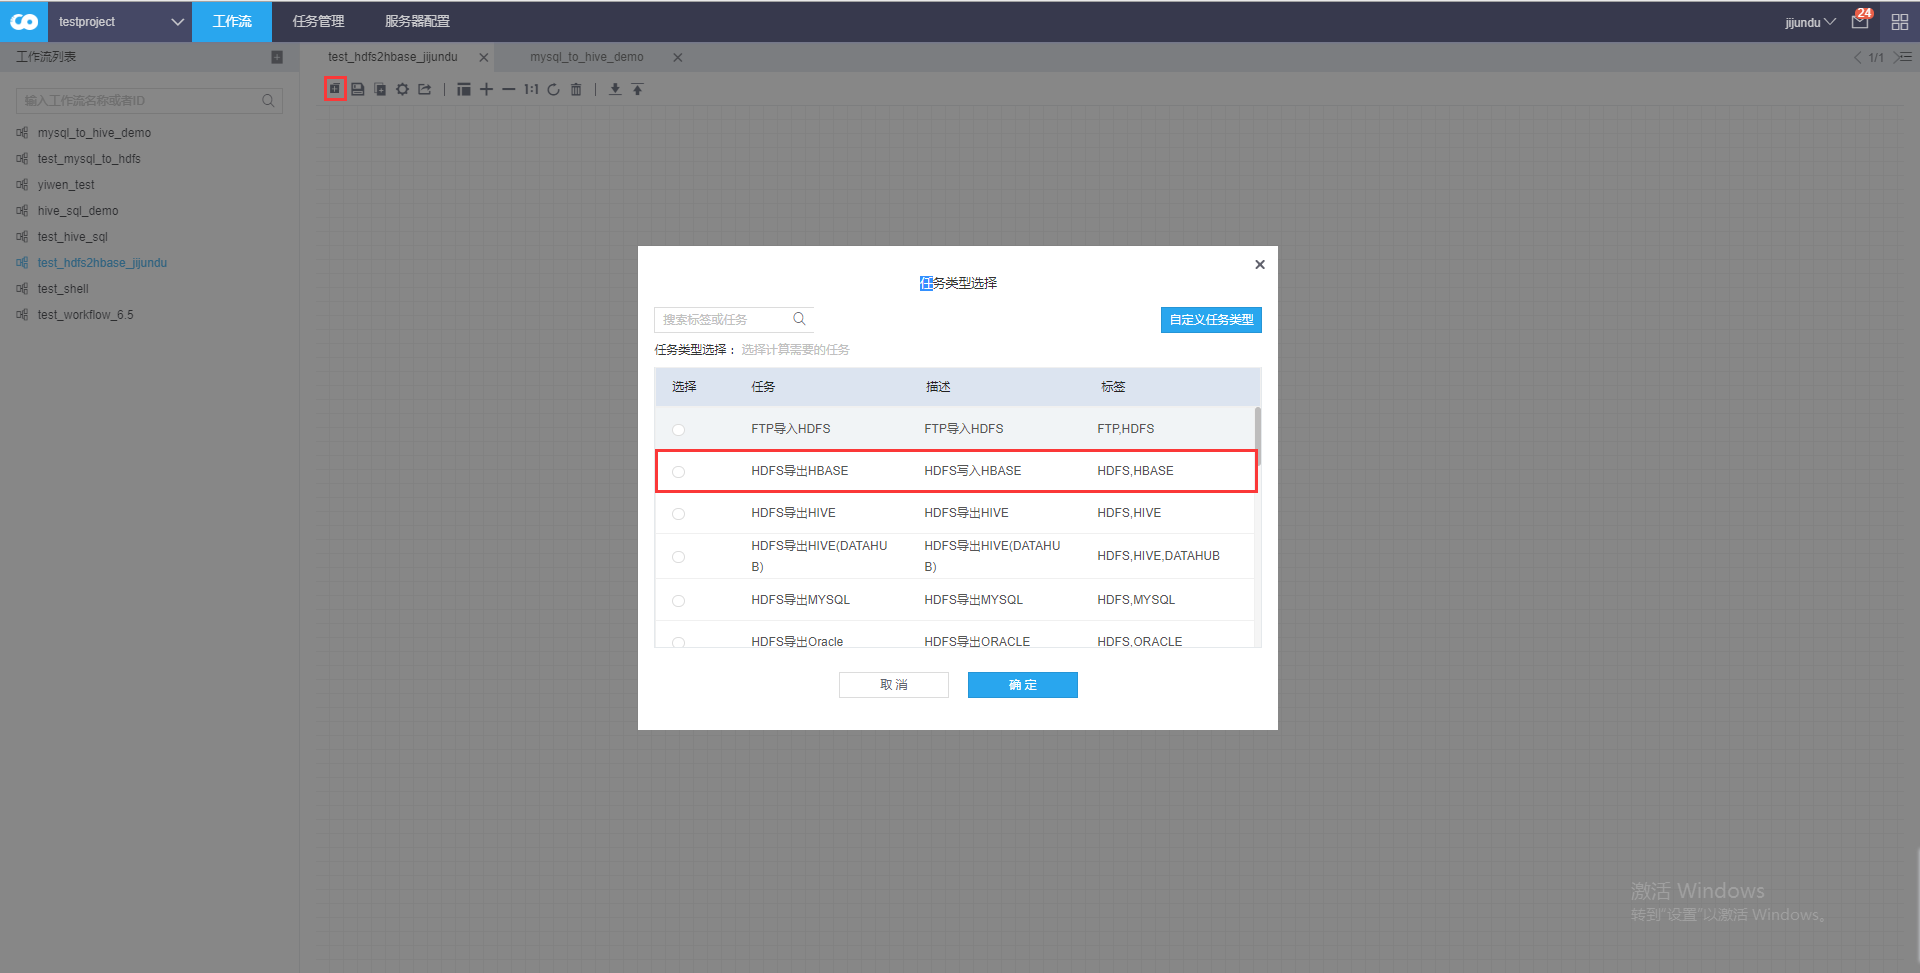 testproject 工作流 任务管理 服务器配置 jijundu 24
工作流列表 test_hdfs2hbase_jijundu mysql_to_hive_demo 1/1
1:1
输入工作流名称或者ID
mysql_to_hive_demo
test_mysql_to_hdfs
yiwen_test
hive_sql_demo
test_hive_sql
test_hdfs2hbase_jijundu
test_shell
test_workflow_6.5
任务类型选择
搜索标签或任务 自定义任务类型
任务类型选择： 选择计算需要的任务
选择 任务 描述 标签
FTP导入HDFS FTP导入HDFS FTP,HDFS
HDFS导出HBASE HDFS写入HBASE HDFS,HBASE
HDFS导出HIVE HDFS导出HIVE HDFS,HIVE
HDFS导出HIVE(DATAHU HDFS导出HIVE(DATAHU HDFS,HIVE,DATAHUB
B) B)
HDFS导出MYSQL HDFS导出MYSQL HDFS,MYSQL
HDFS导出Oracle HDFS导出ORACLE HDFS,ORACLE
取 消 确 定
激活 Windows
转到"设置"以激活 Windows。